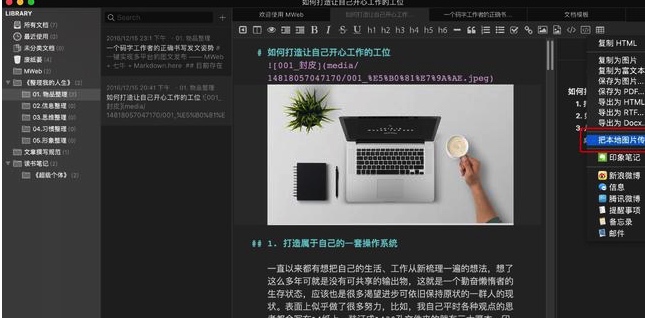 如何打造让自己开心工作的工位
LIBRARY
所有文档 (7)
最近使用 (0)
未分类文档 (5)
废纸篓 (4)
MWeb (3)
《整理我的人生》
01. 物品整理 (2)
02.信息整理 (0)
03.思维整理 (0)
04.习惯整理 (0)
05.形象整理 (0)
文章撰写规范 (1)
读书笔记 (2)
《超级个体》 (1)
Search
2016/12/19 23:1 下午 · 01. 物品整理
一个码字工作者的正确书写发文姿势 #
一键实现多平台的图文发布 —— MWeb
+ 七牛 + Markdown.here ## 目前存在
2016/12/10 20:41 下午 · 01. 物品整理
如何打造让自己开心工作的工位 ![001_
封皮](media/
14818057047170/001_%E5%B0%81%E7
欢迎使用 MWeb
如何打造让自己开心工作...
一个码字工作者的正确书...
文档模板
B I S U h1 h2 h3 h4 h5 h6
# 如何打造让自己开心工作的工位
![001_封皮](media/
14818057047170/001_%E5%B0%81%E7%9A%AE.jpeg)
## 1. 打造属于自己的一套操作系统
一直以来都有想把自己的生活、工作从新梳理一遍的想法，想了
这么多年可就是没有可共享的输出物，这就是一个勤奋懒惰者的
生存状态，应该也是很多渴望进步可依旧保持原状的一群人的现
状。表面上似乎做了很多努力，比如，我自己平时各种观点的思
如何
1. 打
复制 HTML
复制为图片
复制为富文本
保存为图片...
保存为 PDF...
导出为 HTML
导出为 RTF...
导出为 Docx.
把本地图片传
印象笔记
新浪微博
信息
腾讯微博
提醒事项
备忘录
邮件